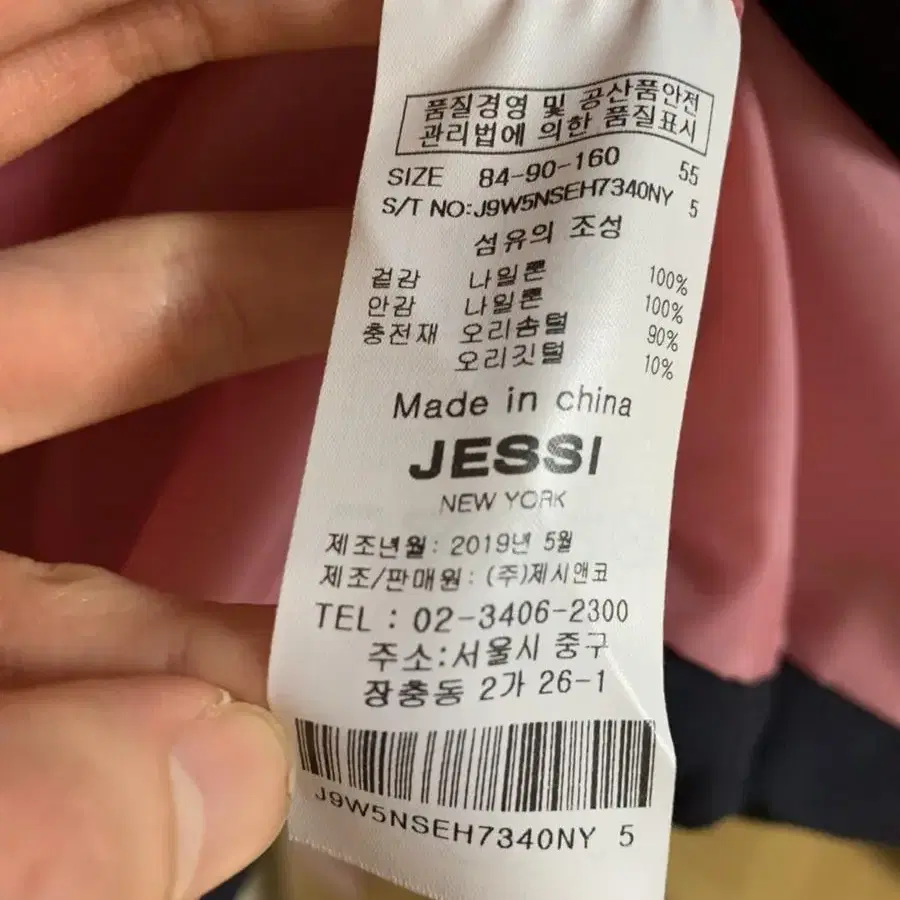 품질경영 및 공산품안전
관리법에 의한 품질표시
SIZE 84-90-160 55
S/T NO:J9W5NSEH7340NY 5
섬유의 조성
겉감 나일론 100%
안감 나일론 100%
충전재 오리솜털 90%
오리깃털 10%
Made in china
JESSI
NEW YORK
제조년월: 2019년 5월
제조/판매원: (주)제시앤코
TEL : 02-3406-2300
주소:서울시 중구
장충동 2가 26-1
J9W5NSEH7340NY 5